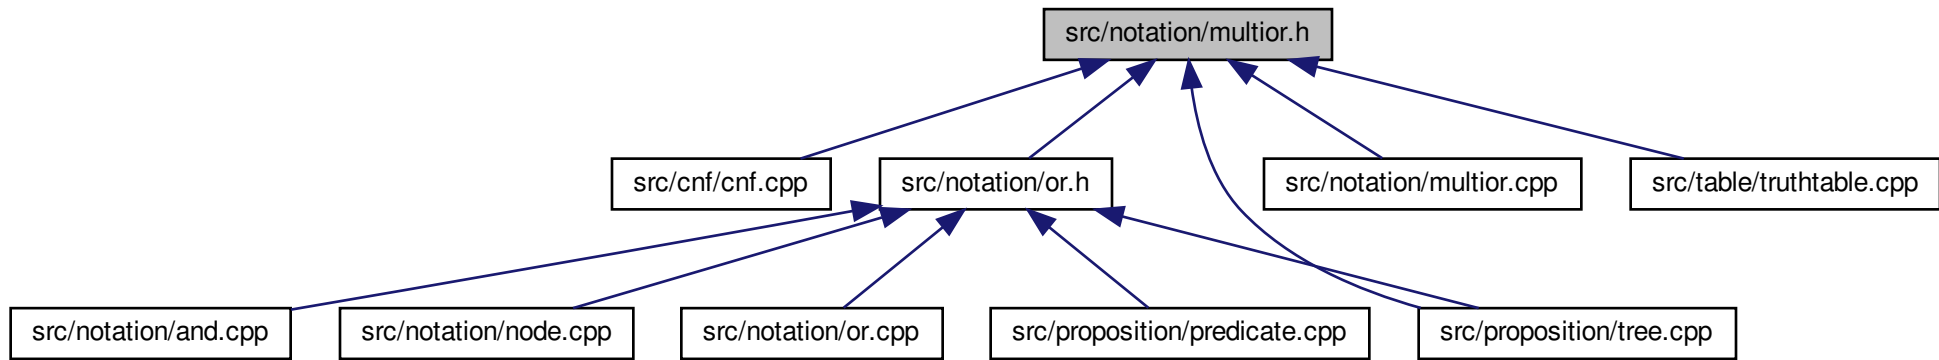 src/notation/multior.h
src/cnf/cnf.cpp
src/notation/or.h
src/notation/multior.cpp
src/table/truthtable.cpp
src/notation/and.cpp
src/notation/node.cpp
src/notation/or.cpp
src/proposition/predicate.cpp
src/proposition/tree.cpp